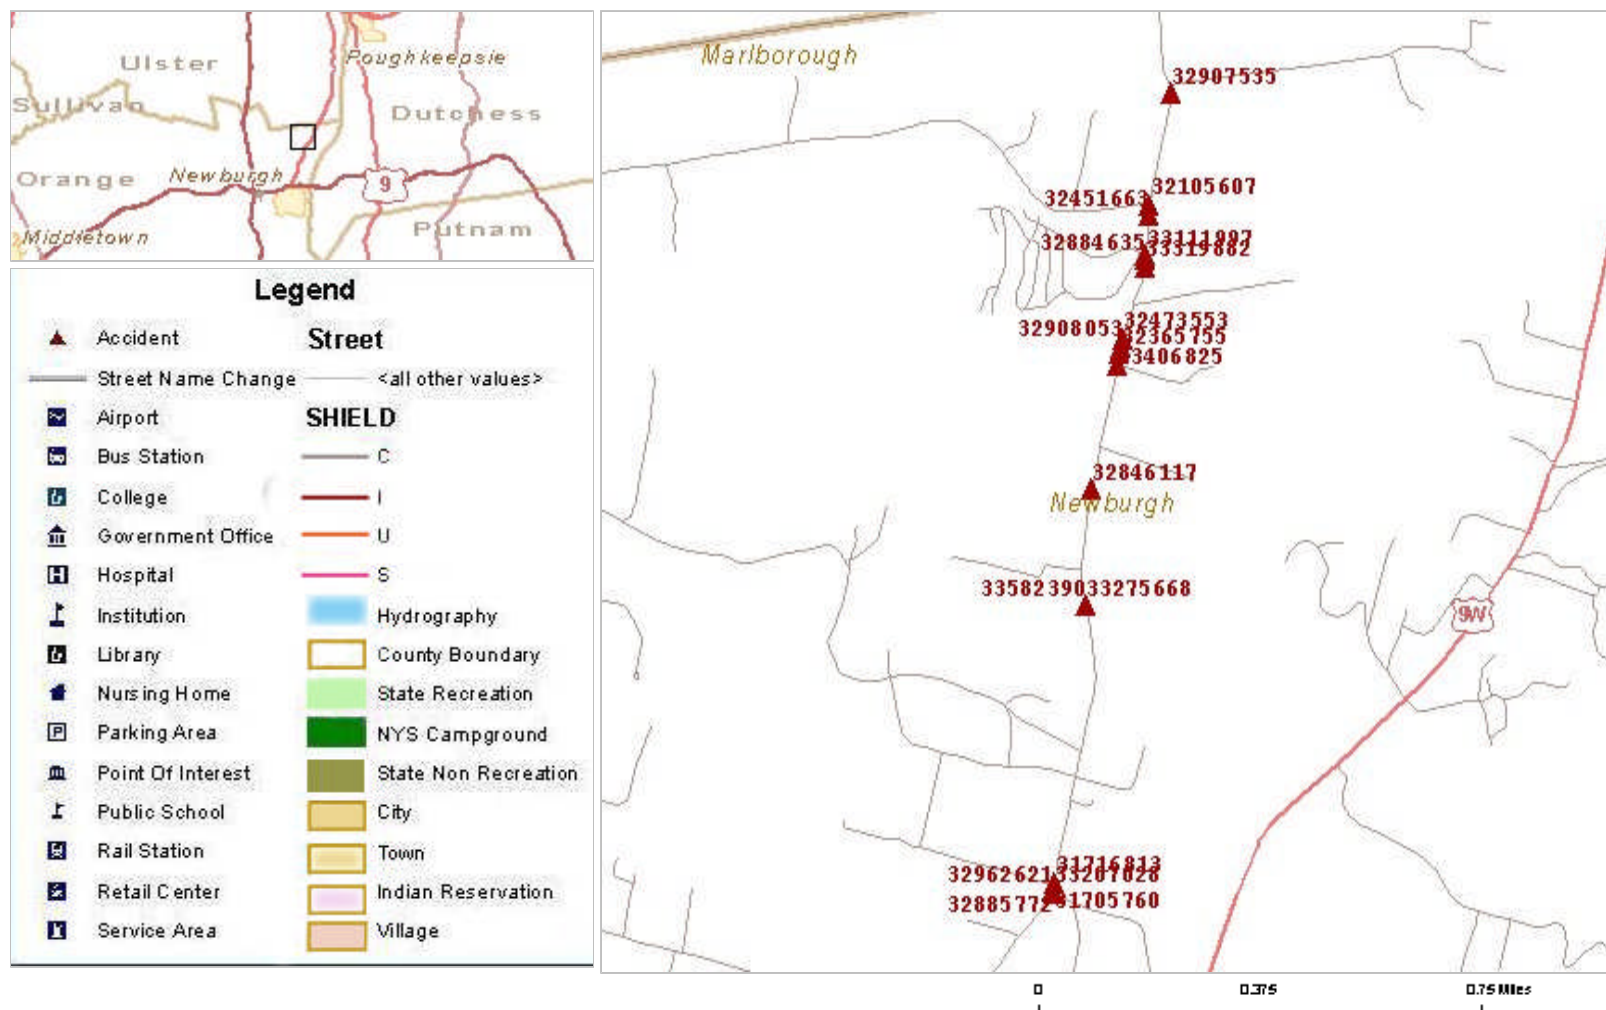 Ulster
Poughkeepsie
Sullivan
Dutchess
Orange
Newburgh
9
Putnam
Middletown
Legend
Accident
Street
Street Name Change
<all other values>
Airport
SHIELD
Bus Station
C
College
I
Government Office
U
Hospital
S
Institution
Hydrography
Library
County Boundary
Nursing Home
State Recreation
Parking Area
NYS Campground
Point Of Interest
State Non Recreation
Public School
City
Rail Station
Town
Retail Center
Indian Reservation
Service Area
Village
Marlborough
32907535
32105607
32451663
33111997
32884635
33319882
32473553
32908053
32365755
3406825
32846117
Newburgh
33582390
33275668
9W
31716813
32962621
33207028
32885772
31705760
0
0.375
0.75 Miles